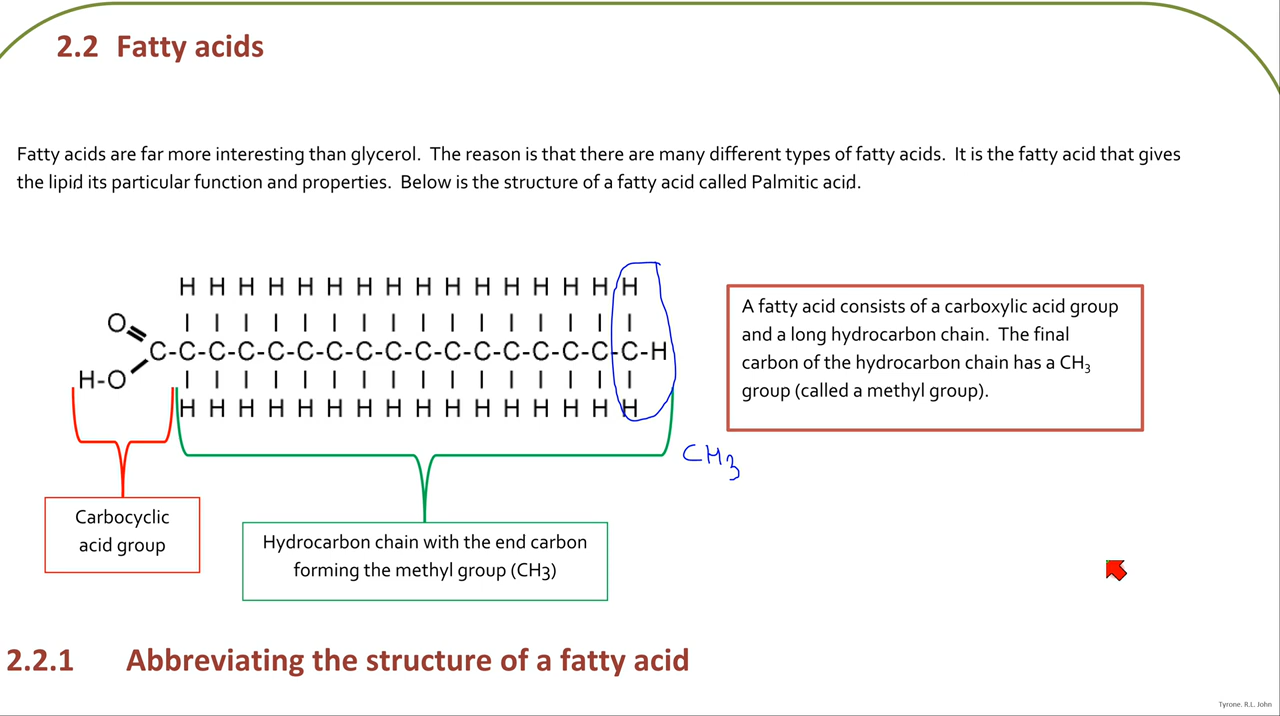 2.2 Fatty acids
Fatty acids are far more interesting than glycerol. The reason is that there are many different types of fatty acids. It is the fatty acid that gives
the lipid its particular function and properties. Below is the structure of a fatty acid called Palmitic acid.
H H H H H H H H H H H H H H H H
O
C-C-C-C-C-C-C-C-C-C-C-C-C-C-C-C-C-H
H-O
H H H H H H H H H H H H H H H H
CH3
Carbocyclic
acid group
Hydrocarbon chain with the end carbon
forming the methyl group (CH3)
A fatty acid consists of a carboxylic acid group
and a long hydrocarbon chain. The final
carbon of the hydrocarbon chain has a CH₃
group (called a methyl group).
2.2.1 Abbreviating the structure of a fatty acid
Tyrone. R.L. John